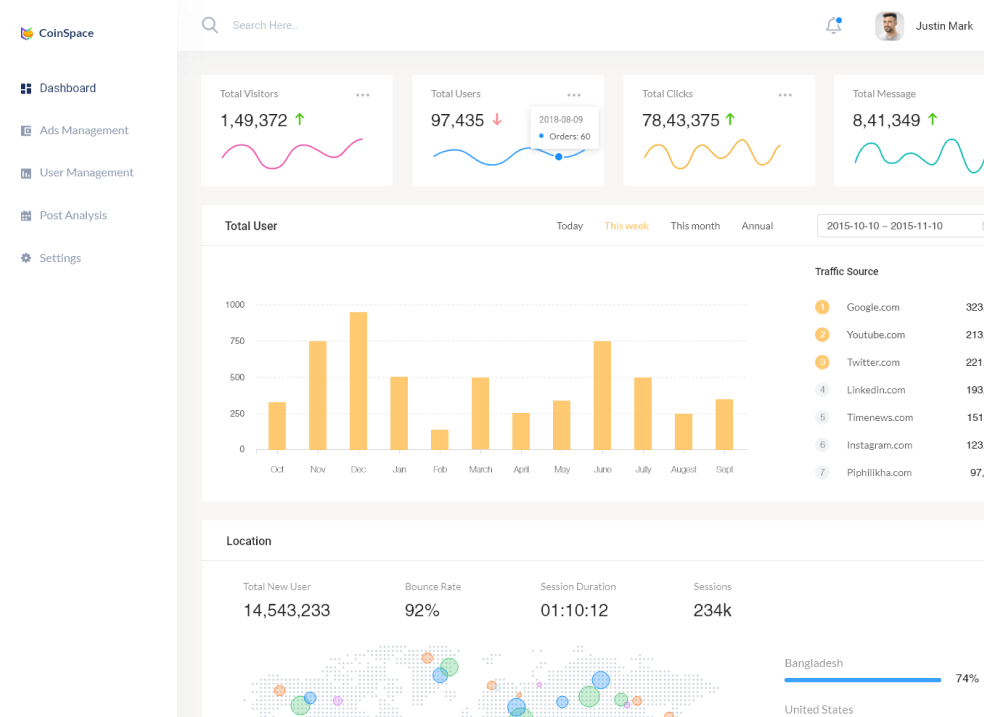 CoinSpace
Search Here..
Justin Mark
Dashboard
Ads Management
User Management
Post Analysis
Settings
Total Visitors
1,49,372
Total Users
97,435
2018-08-09
Orders: 60
Total Clicks
78,43,375
Total Message
8,41,349
Total User
Today
This week
This month
Annual
2015-10-10 ~ 2015-11-10
1000
750
500
250
0
Oct
Nov
Dec
Jan
Feb
March
April
May
June
July
Augest
Sept
Traffic Source
1 Google.com 323,
2 Youtube.com 213,
3 Twitter.com 221,
4 Linkedin.com 193,
5 Timenews.com 151
6 Instagram.com 123,
7 Piphilikha.com 97,
Location
Total New User
14,543,233
Bounce Rate
92%
Session Duration
01:10:12
Sessions
234k
Bangladesh
74%
United States